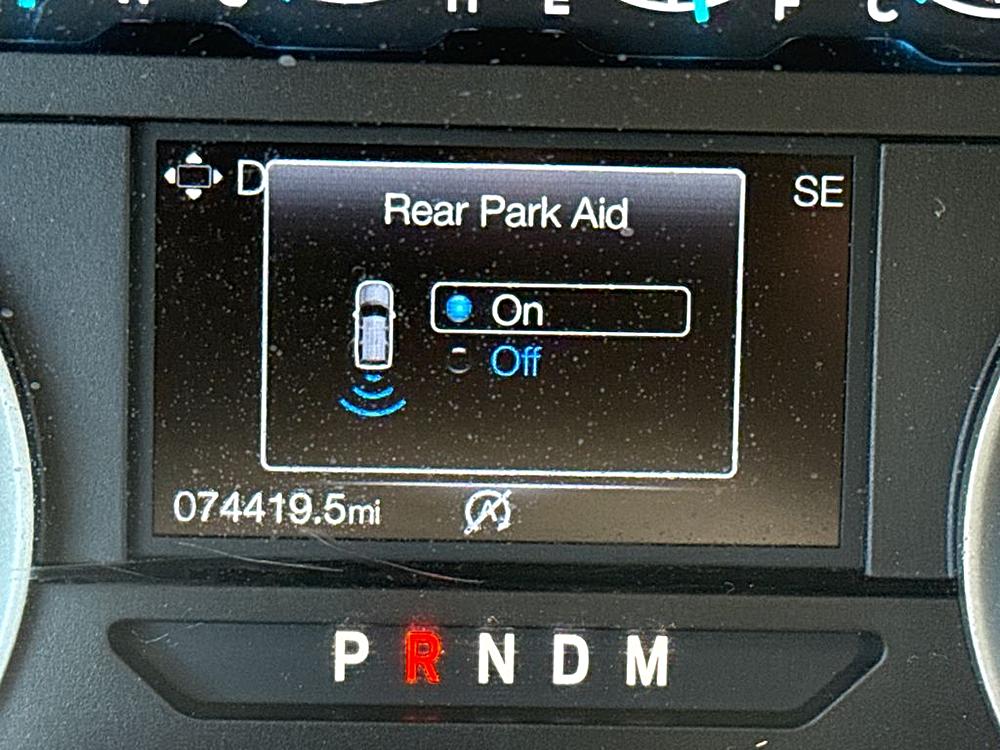 H
E
F
C
D
SE
Rear Park Aid
On
Off
074419.5mi
A
P R N D M